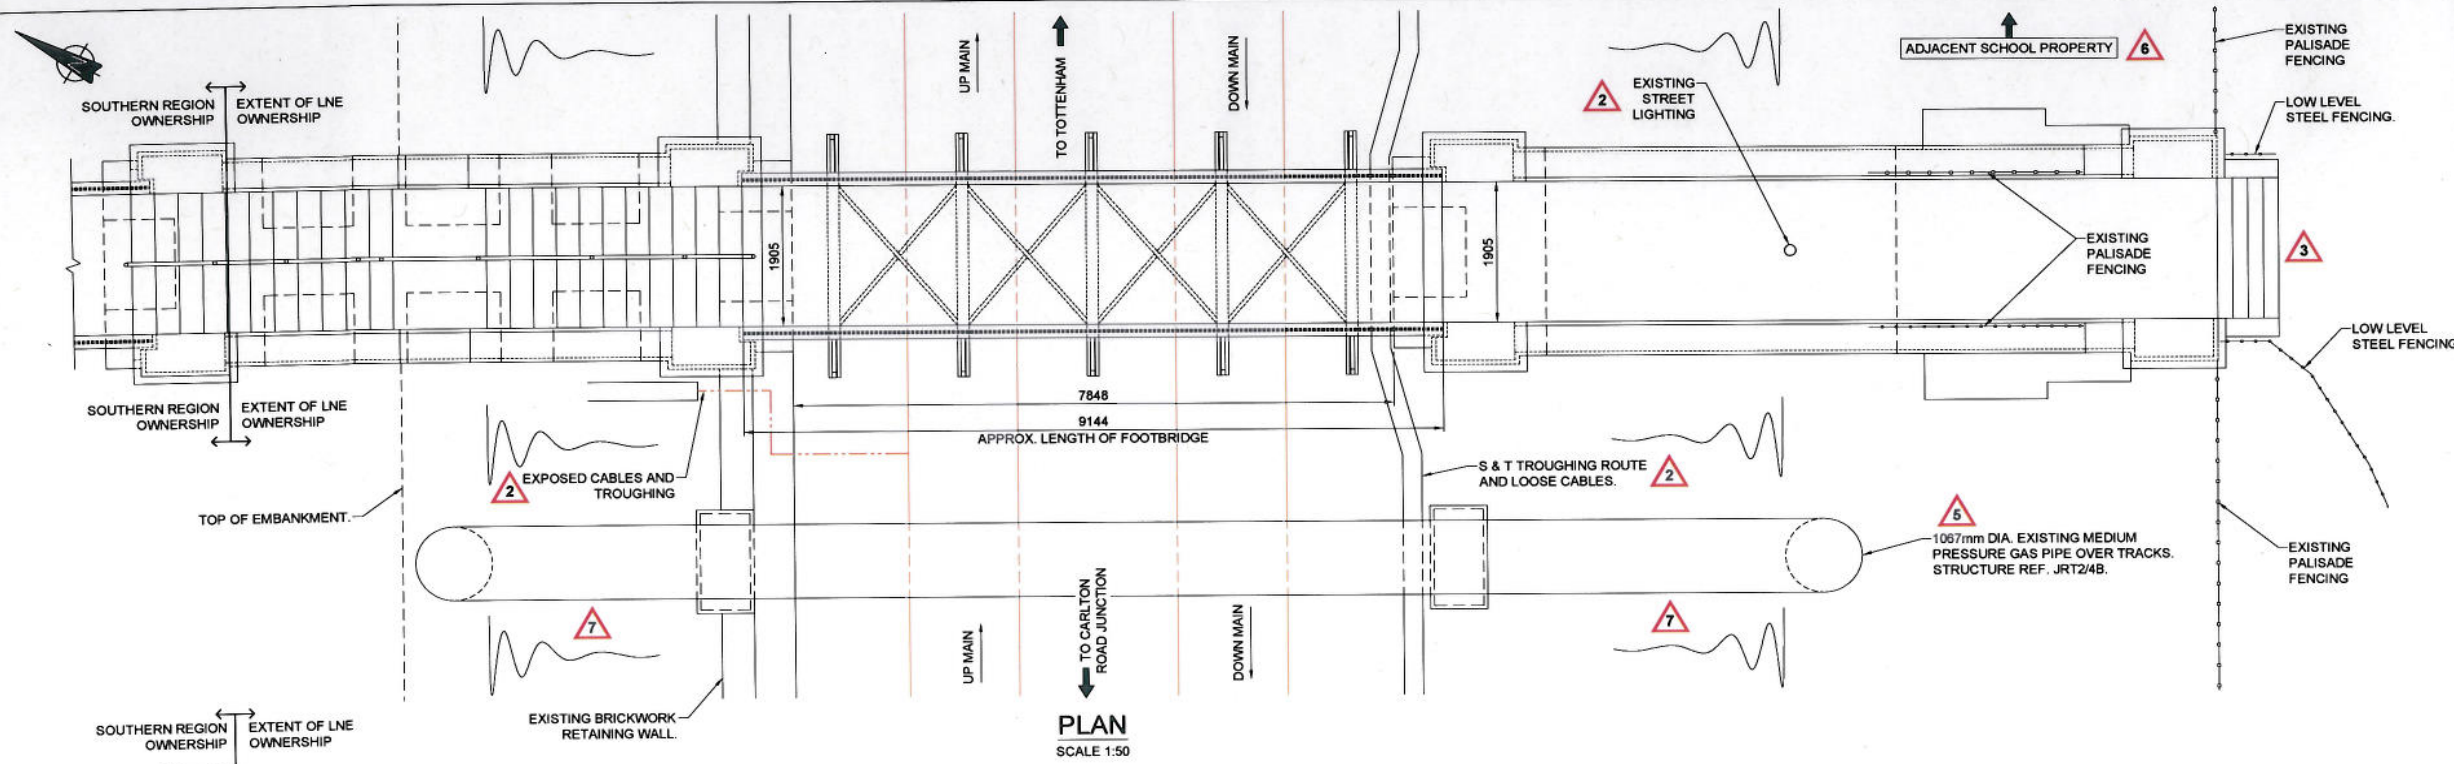 SOUTHERN REGION
OWNERSHIP
EXTENT OF LNE
OWNERSHIP
UP MAIN
TO TOTTENHAM
DOWN MAIN
2
EXISTING
STREET
LIGHTING
ADJACENT SCHOOL PROPERTY
6
EXISTING
PALISADE
FENCING
LOW LEVEL
STEEL FENCING.
1905
1905
EXISTING
PALISADE
FENCING
3
LOW LEVEL
STEEL FENCING
7848
9144
APPROX. LENGTH OF FOOTBRIDGE
SOUTHERN REGION
OWNERSHIP
EXTENT OF LNE
OWNERSHIP
2
EXPOSED CABLES AND
TROUGHING
S & T TROUGHING ROUTE
AND LOOSE CABLES.
2
TOP OF EMBANKMENT.
5
1067mm DIA. EXISTING MEDIUM
PRESSURE GAS PIPE OVER TRACKS.
STRUCTURE REF. JRT2/4B.
EXISTING
PALISADE
FENCING
7
UP MAIN
TO CARLTON
ROAD JUNCTION
DOWN MAIN
7
SOUTHERN REGION
OWNERSHIP
EXTENT OF LNE
OWNERSHIP
EXISTING BRICKWORK
RETAINING WALL.
PLAN
SCALE 1:50